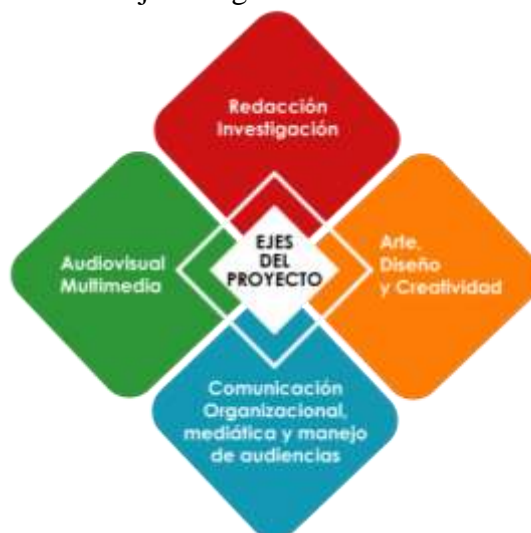 Redacción
Investigación
Audiovisual
Multimedia
EJES
DEL
PROYECTO
Arte,
Diseño
y Creatividad
Comunicación
Organizacional,
mediática y manejo
de audiencias